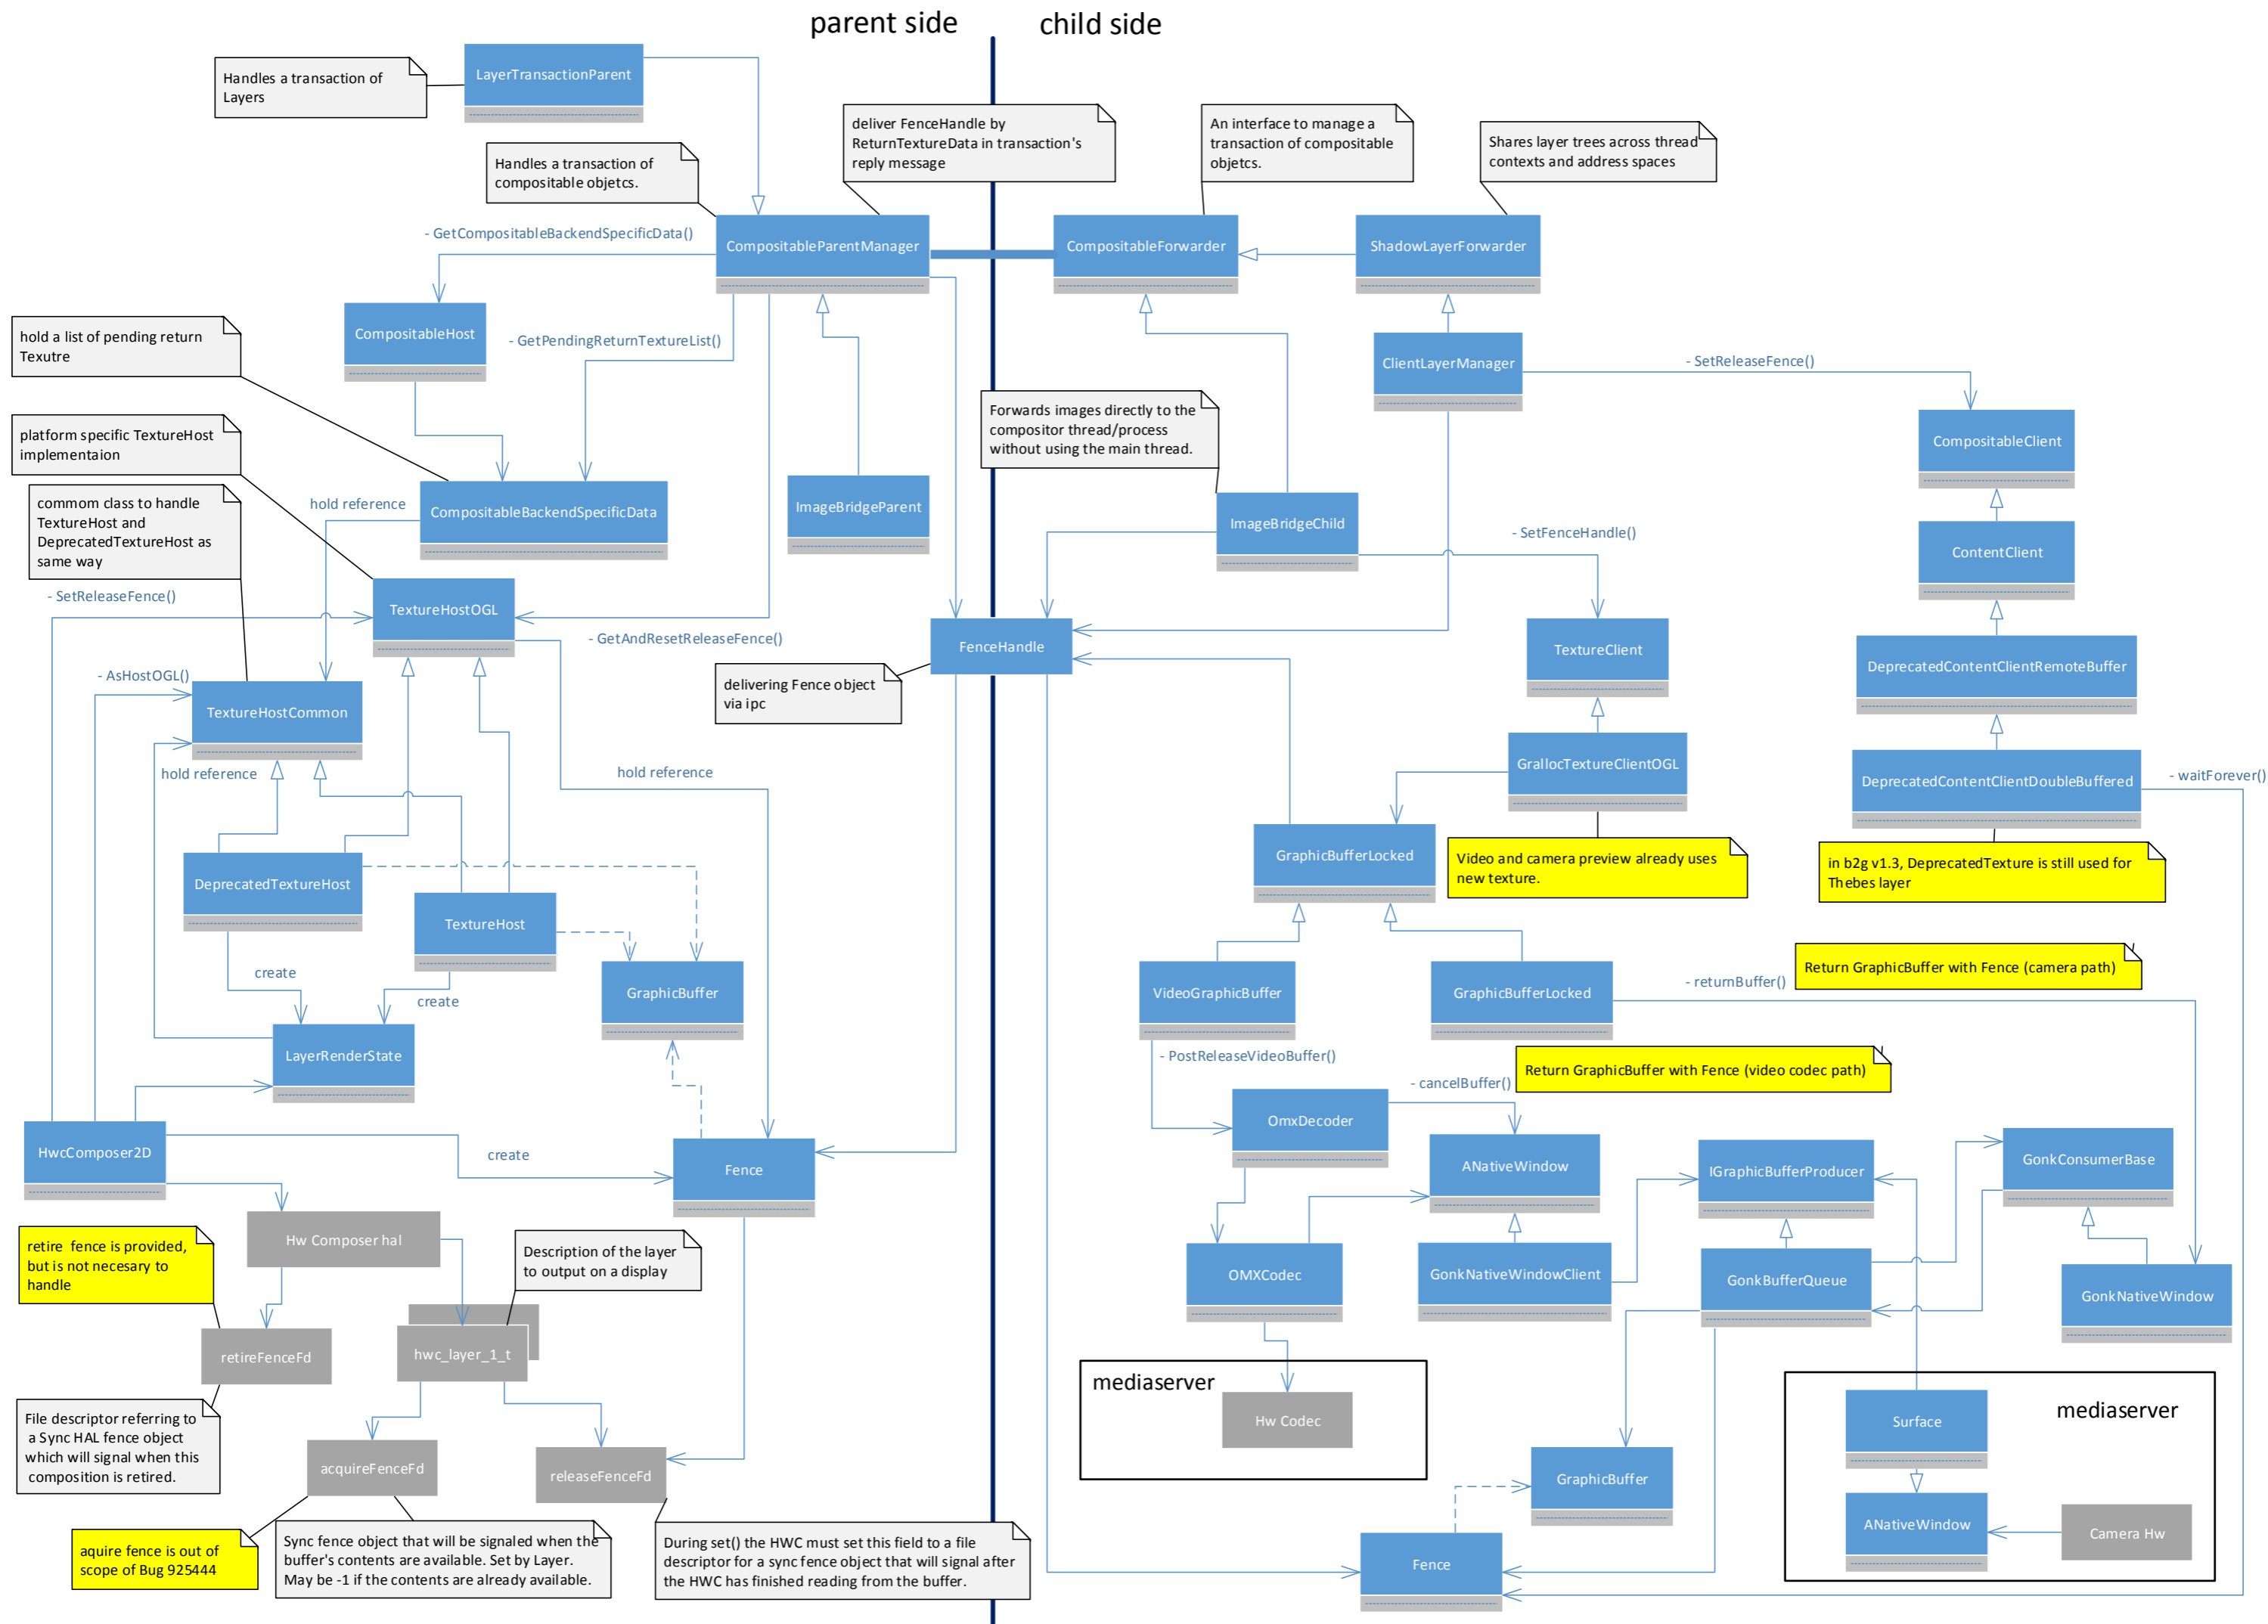 parent side
child side
LayerTransactionParent
Handles a transaction of
Layers
deliver FenceHandle by
ReturnTextureData in transaction's
reply message
An interface to manage a
transaction of compositable
objetcs.
Shares layer trees across thread
contexts and address spaces
Handles a transaction of
compositable objetcs.
- GetCompositableBackendSpecificData()
CompositableParentManager
CompositableForwarder
ShadowLayerForwarder
CompositableHost
- GetPendingReturnTextureList()
hold a list of pending return
Texutre
ClientLayerManager
- SetReleaseFence()
Forwards images directly to the
compositor thread/process
without using the main thread.
CompositableClient
platform specific TextureHost
implementaion
commom class to handle
TextureHost and
DeprecatedTextureHost as
same way
hold reference
CompositableBackendSpecificData
ImageBridgeParent
ImageBridgeChild
- SetFenceHandle()
ContentClient
- SetReleaseFence()
TextureHostOGL
- GetAndResetReleaseFence()
FenceHandle
TextureClient
DeprecatedContentClientRemoteBuffer
- AsHostOGL()
TextureHostCommon
delivering Fence object
via ipc
hold reference
hold reference
GrallocTextureClientOGL
DeprecatedContentClientDoubleBuffered
- waitForever()
DeprecatedTextureHost
TextureHost
GraphicBufferLocked
Video and camera preview already uses
new texture.
in b2g v1.3, DeprecatedTexture is still used for
Thebes layer
create
create
GraphicBuffer
VideoGraphicBuffer
GraphicBufferLocked
- returnBuffer()
Return GraphicBuffer with Fence (camera path)
LayerRenderState
- PostReleaseVideoBuffer()
- cancelBuffer()
Return GraphicBuffer with Fence (video codec path)
HwcComposer2D
create
Fence
OmxDecoder
ANativeWindow
IGraphicBufferProducer
GonkConsumerBase
retire  fence is provided,
but is not necesary to
handle
Hw Composer hal
Description of the layer
to output on a display
OMXCodec
GonkNativeWindowClient
GonkBufferQueue
GonkNativeWindow
retireFenceFd
hwc_layer_1_t
mediaserver
Hw Codec
File descriptor referring to
a Sync HAL fence object
which will signal when this
composition is retired.
Surface
mediaserver
acquireFenceFd
releaseFenceFd
GraphicBuffer
ANativeWindow
Camera Hw
aquire fence is out of
scope of Bug 925444
Sync fence object that will be signaled when the
buffer's contents are available. Set by Layer.
May be -1 if the contents are already available.
During set() the HWC must set this field to a file
descriptor for a sync fence object that will signal after
the HWC has finished reading from the buffer.
Fence